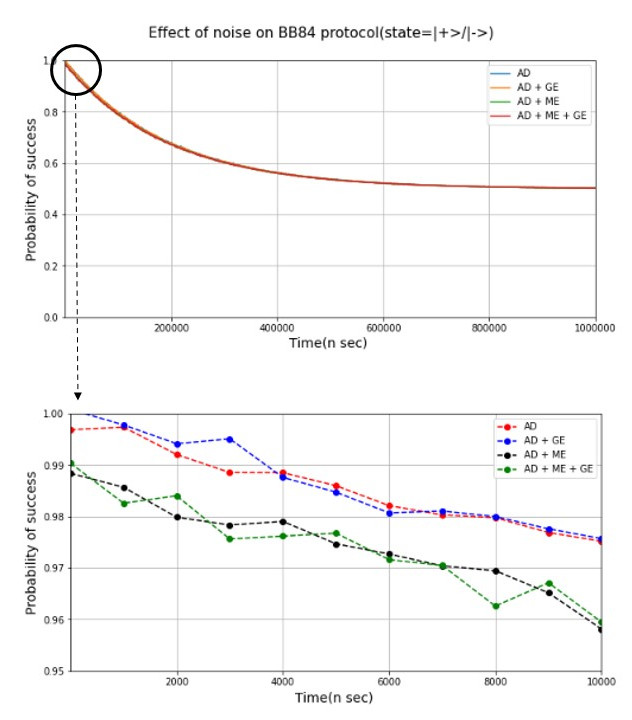 Effect of noise on BB84 protocol(state=|+>/|->)
1.0
0.8
0.6
0.4
0.2
0.0
Probability of success
AD
AD + GE
AD + ME
AD + ME + GE
200000 400000 600000 800000 1000000
Time(n sec)
1.00
0.99
0.98
0.97
0.96
0.95
Probability of success
AD
AD + GE
AD + ME
AD + ME + GE
2000 4000 6000 8000 10000
Time(n sec)